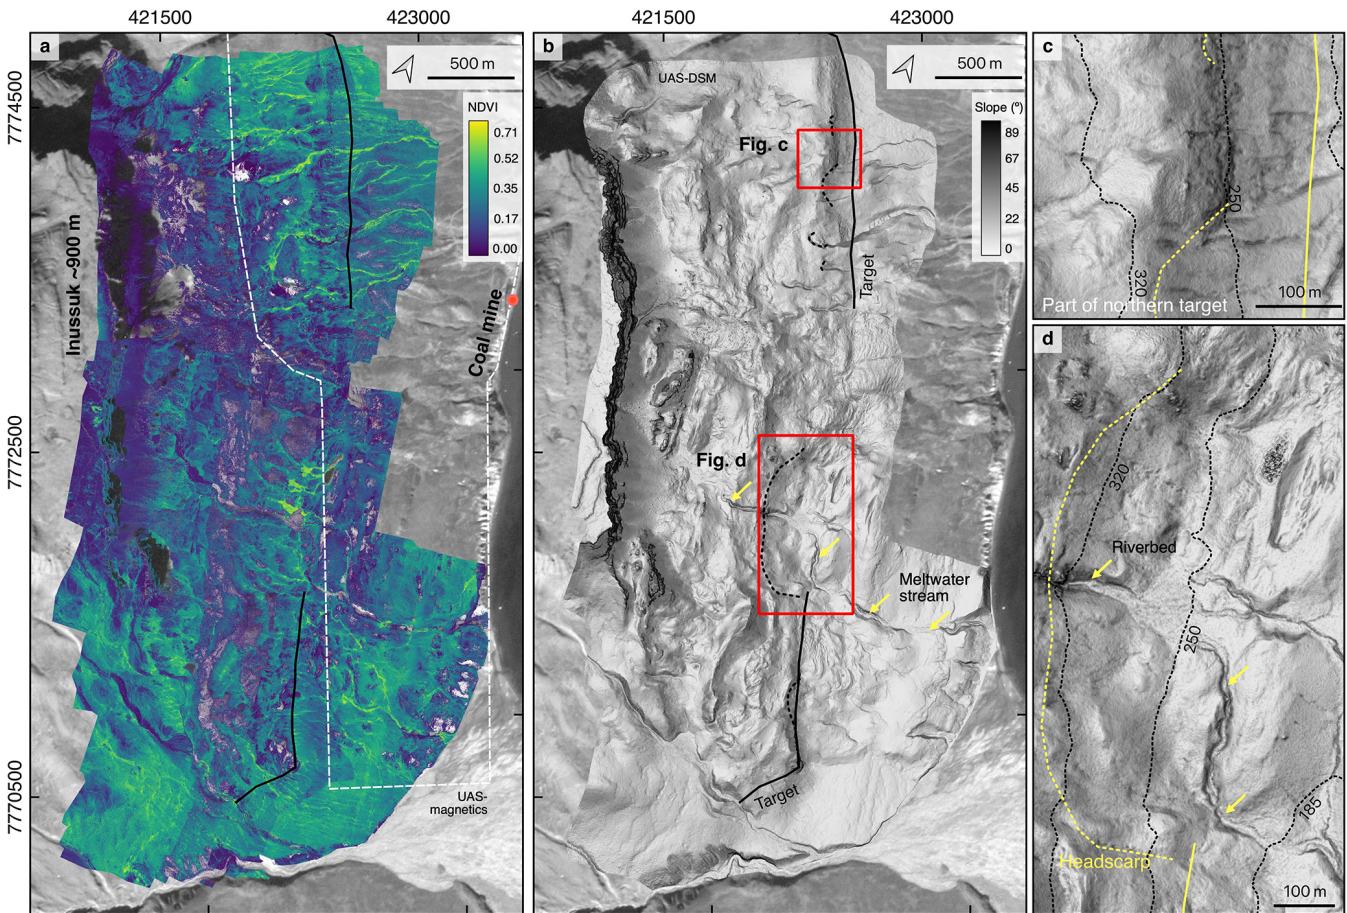 421500
423000
421500
423000
7774500
7772500
7770500
a
500 m
NDVI
0.71
0.52
0.35
0.17
0.00
Inussuk ~900 m
Coal mine
UAS-
magnetics
b
UAS-DSM
500 m
Slope (º)
89
67
45
22
0
Fig. c
Target
Fig. d
Meltwater
stream
Target
c
250
320
Part of northern target
100 m
d
320
Riverbed
250
185
Headscarp
100 m